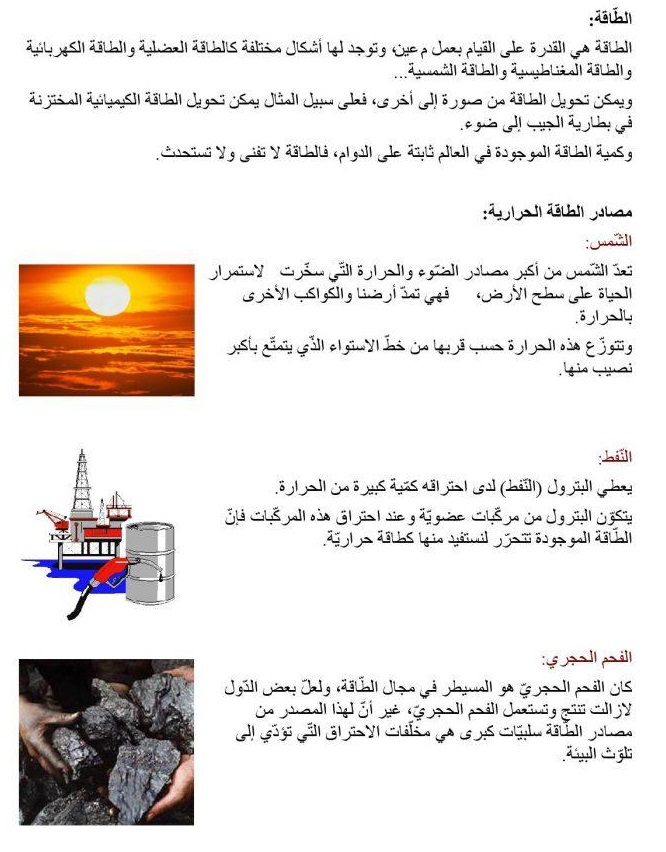 الطّاقة:
الطاقة هي القدرة على القيام بعمل معين، وتوجد لها أشكال مختلفة كالطاقة العضلية والطاقة الكهربائية
والطاقة المغناطيسية والطاقة الشمسية...
ويمكن تحويل الطاقة من صورة إلى أخرى، فعلى سبيل المثال يمكن تحويل الطاقة الكيميائية المختزنة
في بطارية الجيب إلى ضوء.
وكمية الطاقة الموجودة في العالم ثابتة على الدوام، فالطاقة لا تفنى ولا تستحدث.
مصادر الطاقة الحرارية:
الشّمس:
تعدّ الشّمس من أكبر مصادر الضّوء والحرارة التّي سخّرت لاستمرار
الحياة على سطح الأرض، فهي تمدّ أرضنا والكواكب الأخرى
بالحرارة.
وتتوزّع هذه الحرارة حسب قربها من خطّ الاستواء الذّي يتمتّع بأكبر
نصيب منها.
النّفط:
يعطي البترول (النّفط) لدى احتراقه كمّية كبيرة من الحرارة.
يتكوّن البترول من مركّبات عضويّة وعند احتراق هذه المركّبات فإنّ
الطّاقة الموجودة تتحرّر لنستفيد منها كطاقة حراريّة.
الفحم الحجري:
كان الفحم الحجريّ هو المسيطر في مجال الطّاقة، ولعلّ بعض الدّول
لازالت تنتج وتستعمل الفحم الحجريّ، غير أنّ لهذا المصدر من
مصادر الطّاقة سلبيّات كبرى هي مخلّفات الاحتراق التّي تؤدّي إلى
تلوّث البيئة.